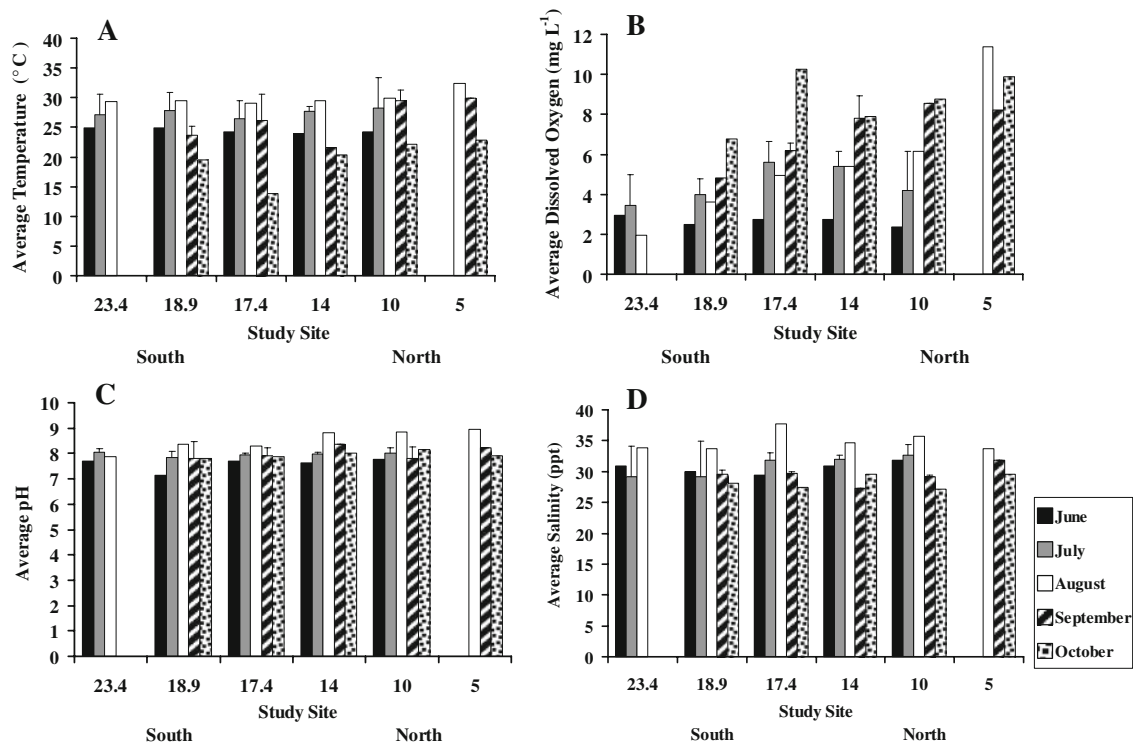 A
Average Temperature (°C)
40
35
30
25
20
15
10
5
0
23.4 18.9 17.4 14 10 5
Study Site
South North
B
Average Dissolved Oxygen (mg L-1)
12
10
8
6
4
2
0
23.4 18.9 17.4 14 10 5
Study Site
South North
C
Average pH
10
9
8
7
6
5
4
3
2
1
0
23.4 18.9 17.4 14 10 5
Study Site
South North
D
Average Salinity (ppt)
40
35
30
25
20
15
10
5
0
23.4 18.9 17.4 14 10 5
Study Site
South North
June
July
August
September
October